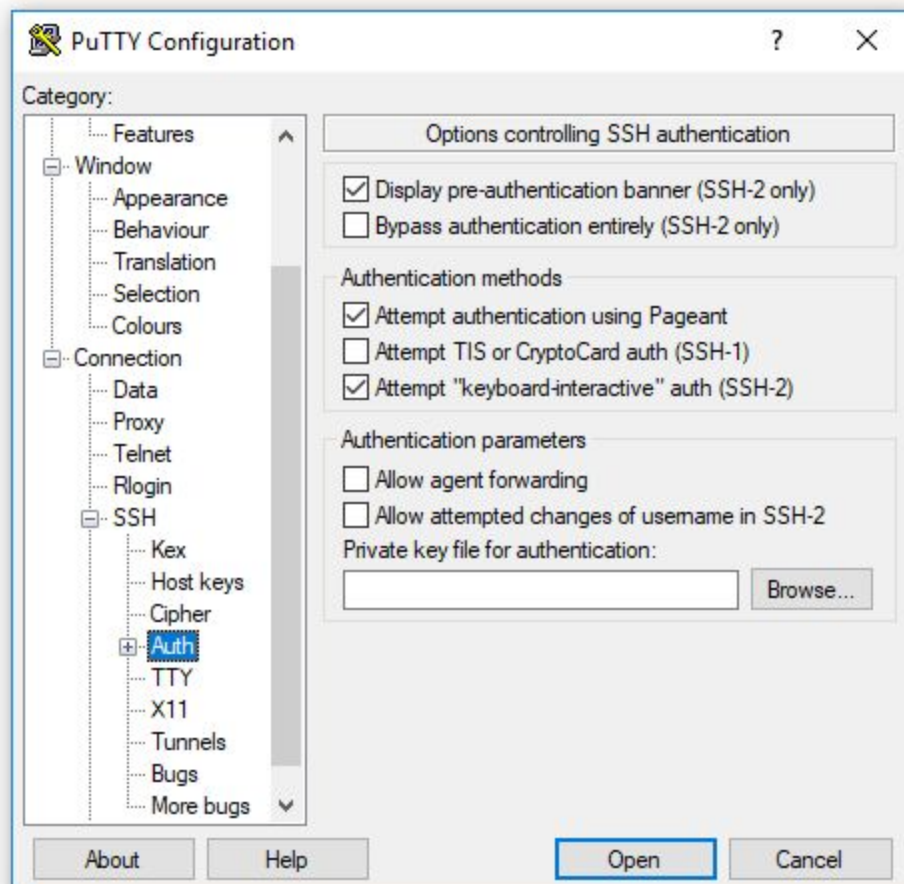 PuTTY Configuration
?
Category:
Features
Window
Appearance
Behaviour
Translation
Selection
Colours
Connection
Data
Proxy
Telnet
Rlogin
SSH
Kex
Host keys
Cipher
Auth
TTY
X11
Tunnels
Bugs
More bugs
Options controlling SSH authentication
Display pre-authentication banner (SSH-2 only)
Bypass authentication entirely (SSH-2 only)
Authentication methods
Attempt authentication using Pageant
Attempt TIS or CryptoCard auth (SSH-1)
Attempt "keyboard-interactive" auth (SSH-2)
Authentication parameters
Allow agent forwarding
Allow attempted changes of username in SSH-2
Private key file for authentication:
Browse...
About
Help
Open
Cancel